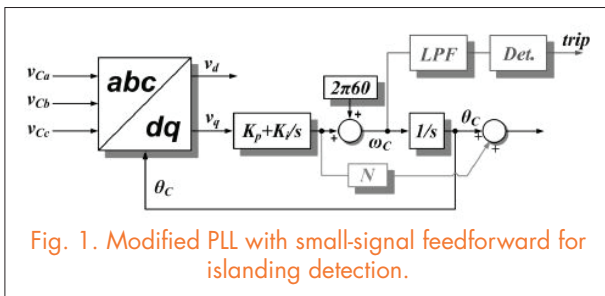 LPF
Det.
trip
v_Ca
v_Cb
v_Cc
abc
dq
v_d
v_q
K_p+K_i/s
2π60
+
+
ω_C
1/s
θ_C
+
+
N
θ_C
Fig. 1. Modified PLL with small-signal feedforward for
islanding detection.